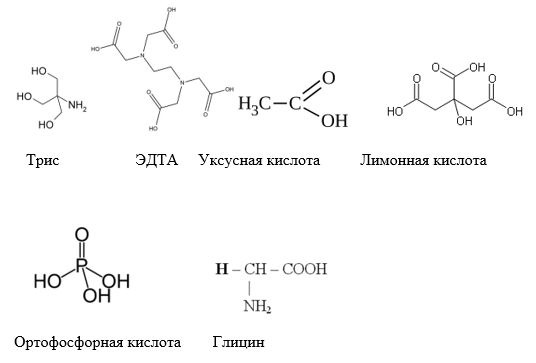 HO
HO
HO
NH₂
HO
O
O
OH
N
N
O
OH
O
HO
H₃C – C
O
OH
O
OH
O
O
HO
OH
OH
Трис ЭДТА Уксусная кислота Лимонная кислота
O
HO
P
OH
OH
H – CH – COOH
|
NH₂
Ортофосфорная кислота Глицин